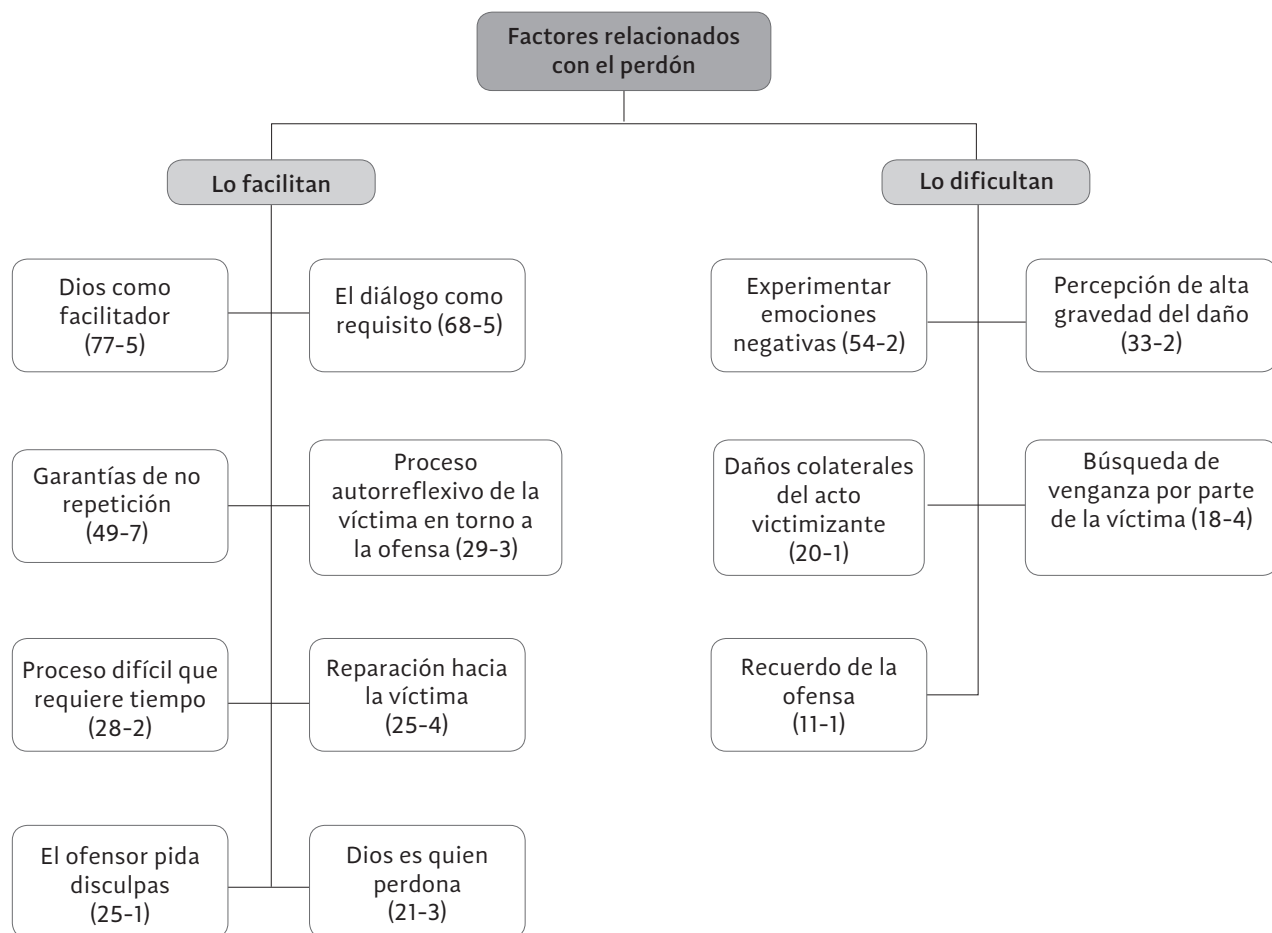 Factores relacionados
con el perdón
Lo facilitan
Lo dificultan
Dios como
facilitador
(77-5)
El diálogo como
requisito (68-5)
Experimentar
emociones
negativas (54-2)
Percepción de alta
gravedad del daño
(33-2)
Garantías de no
repetición
(49-7)
Proceso
autorreflexivo de la
víctima en torno a
la ofensa (29-3)
Daños colaterales
del acto
victimizante
(20-1)
Búsqueda de
venganza por parte
de la víctima (18-4)
Proceso difícil que
requiere tiempo
(28-2)
Reparación hacia
la víctima
(25-4)
Recuerdo de la
ofensa
(11-1)
El ofensor pida
disculpas
(25-1)
Dios es quien
perdona
(21-3)